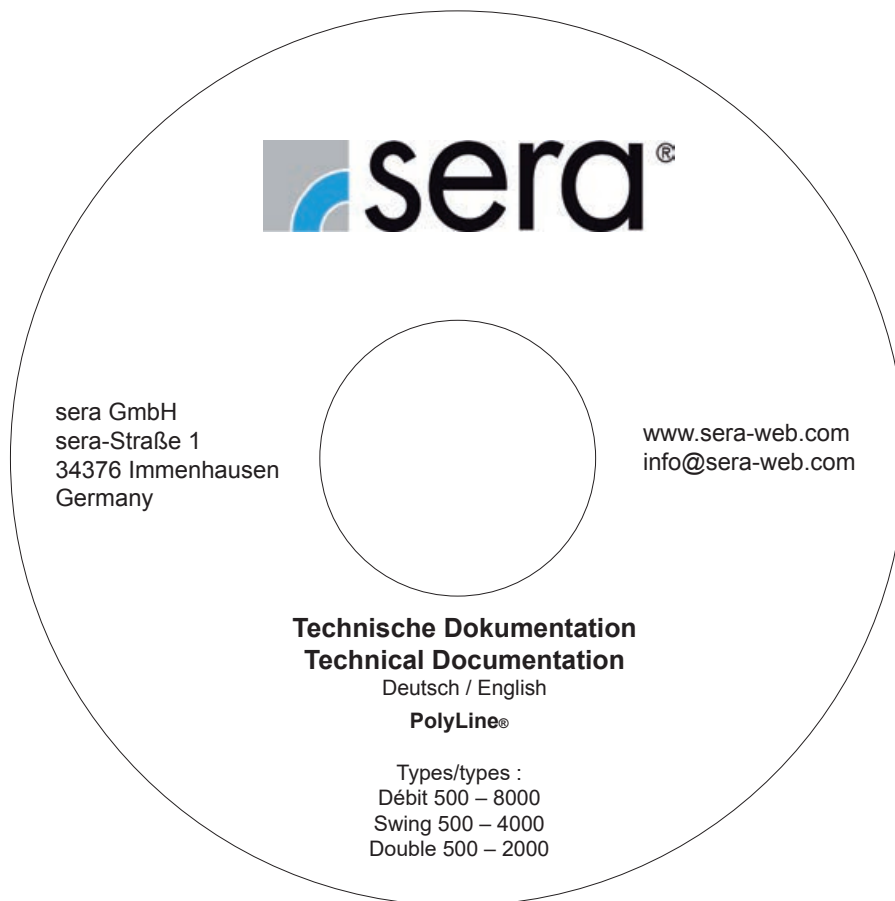 sera®
sera GmbH
sera-Straße 1
34376 Immenhausen
Germany
www.sera-web.com
info@sera-web.com
Technische Dokumentation
Technical Documentation
Deutsch / English
PolyLine®
Types/types :
Débit 500 – 8000
Swing 500 – 4000
Double 500 – 2000